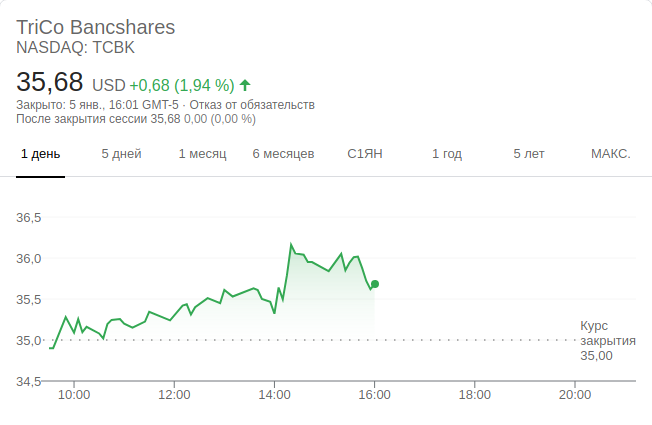 TriCo Bancshares
NASDAQ: TCBK
35,68 USD +0,68 (1,94 %)
Закрыто: 5 янв., 16:01 GMT-5 · Отказ от обязательств
После закрытия сессии 35,68 0,00 (0,00 %)
1 день 5 дней 1 месяц 6 месяцев С1ЯН 1 год 5 лет МАКС.
36,5
36,0
35,5
35,0
34,5
Курс
закрытия
35,00
10:00 12:00 14:00 16:00 18:00 20:00